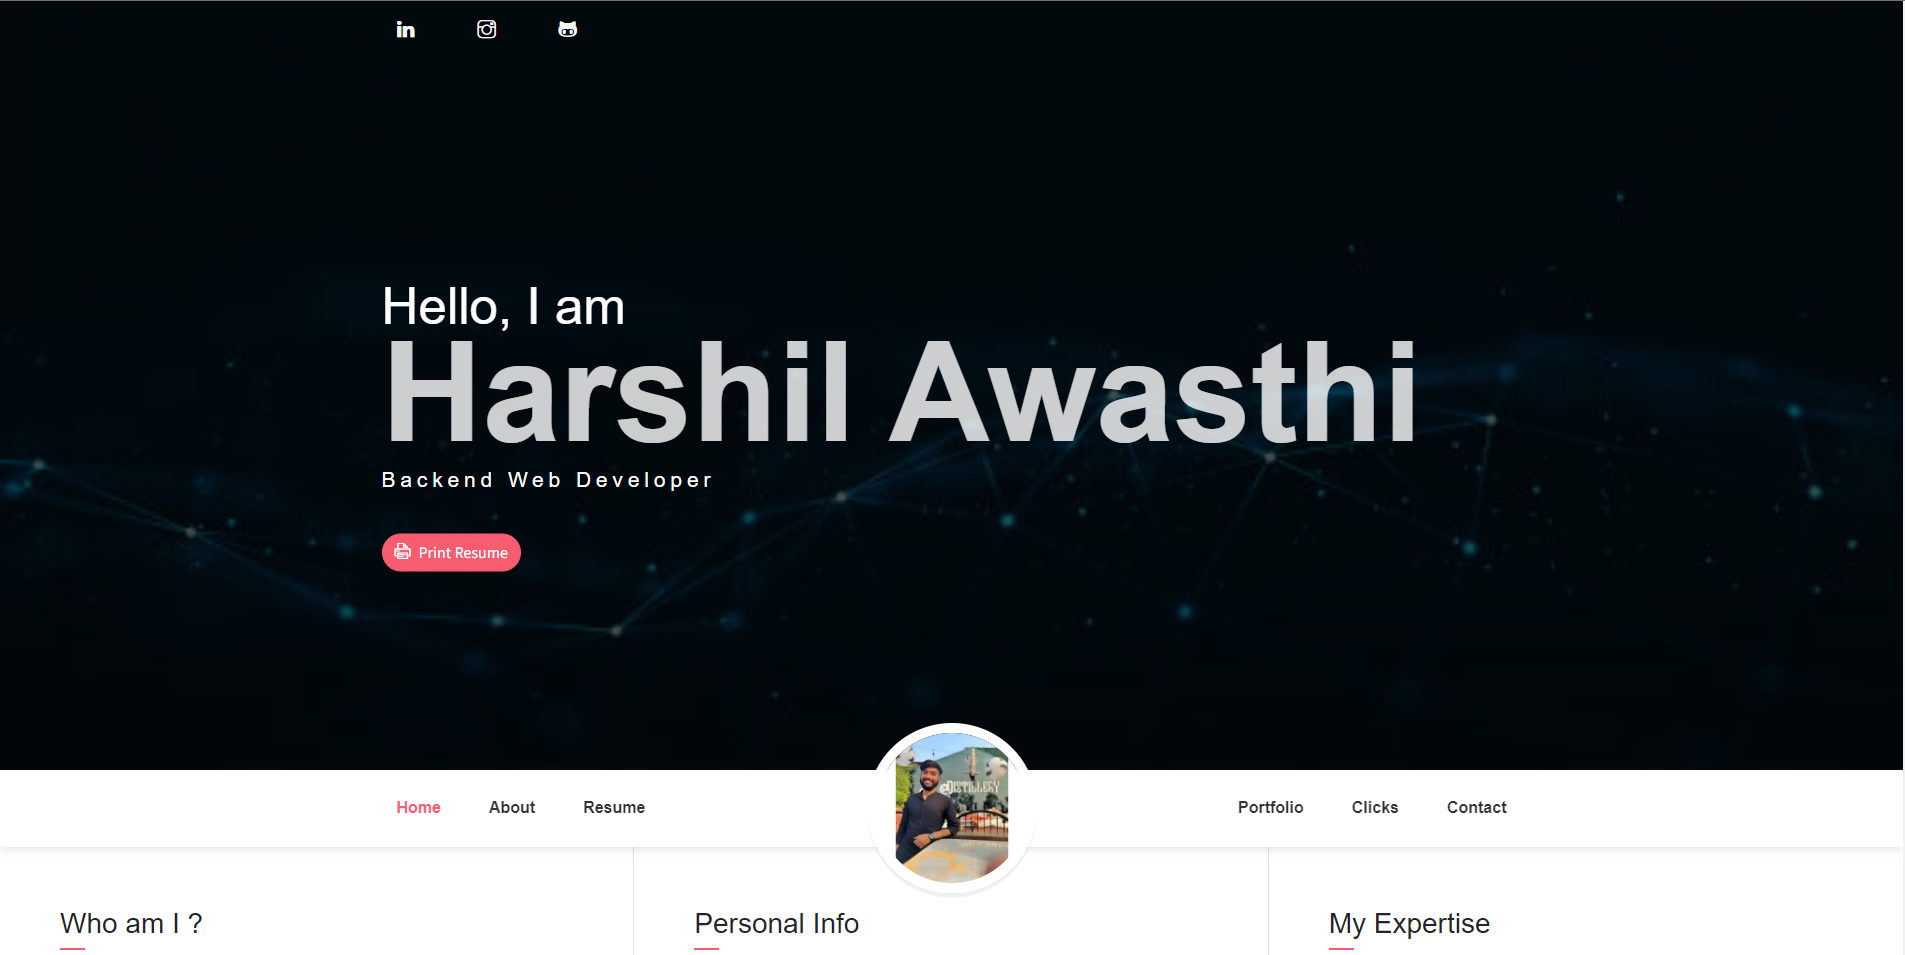 in
Hello, I am
Harshil Awasthi
Backend Web Developer
Print Resume
Home About Resume Portfolio Clicks Contact
DISTILLERY
Who am I ? Personal Info My Expertise